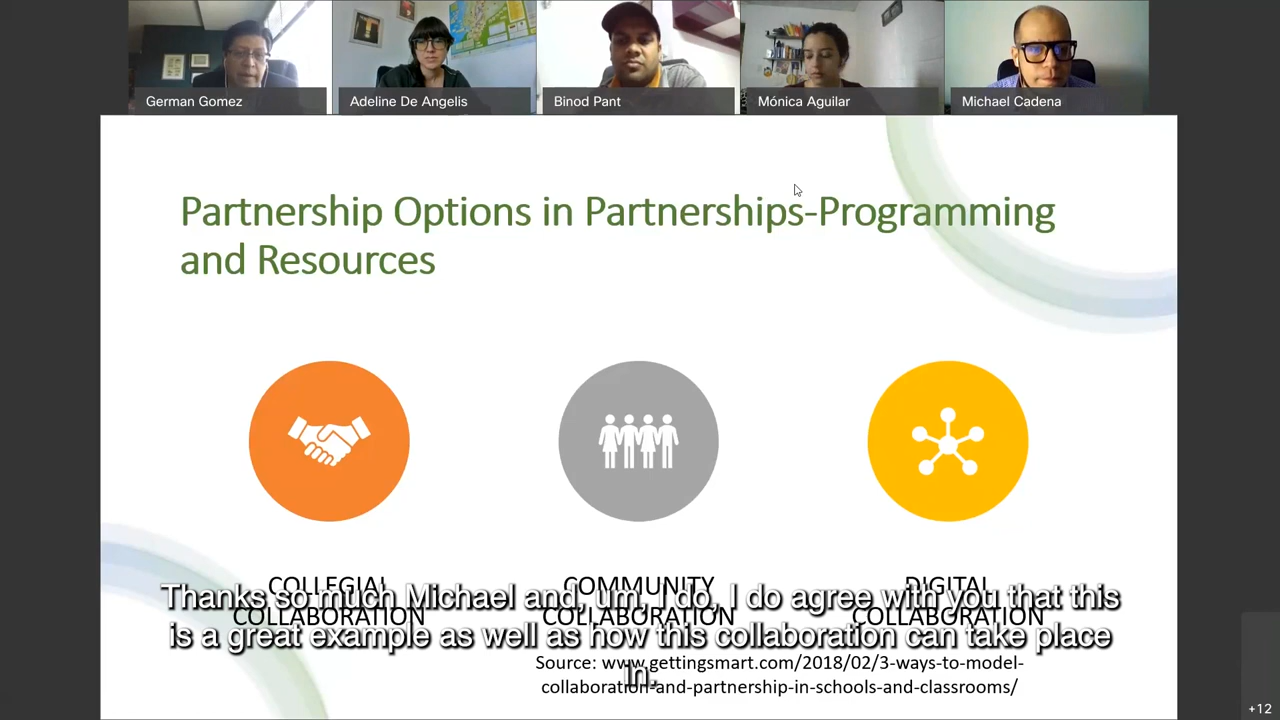 German Gomez
Adeline De Angelis
Binod Pant
Mónica Aguilar
Michael Cadena
Partnership Options in Partnerships-Programming
and Resources
COLLEGIAL
COLLABORATION
COMMUNITY
COLLABORATION
DIGITAL
COLLABORATION
Thanks so much Michael and, um, I do, I do agree with you that this
is a great example as well as how this collaboration can take place
in.
Source: www.gettingsmart.com/2018/02/3-ways-to-model-
collaboration-and-partnership-in-schools-and-classrooms/
+12